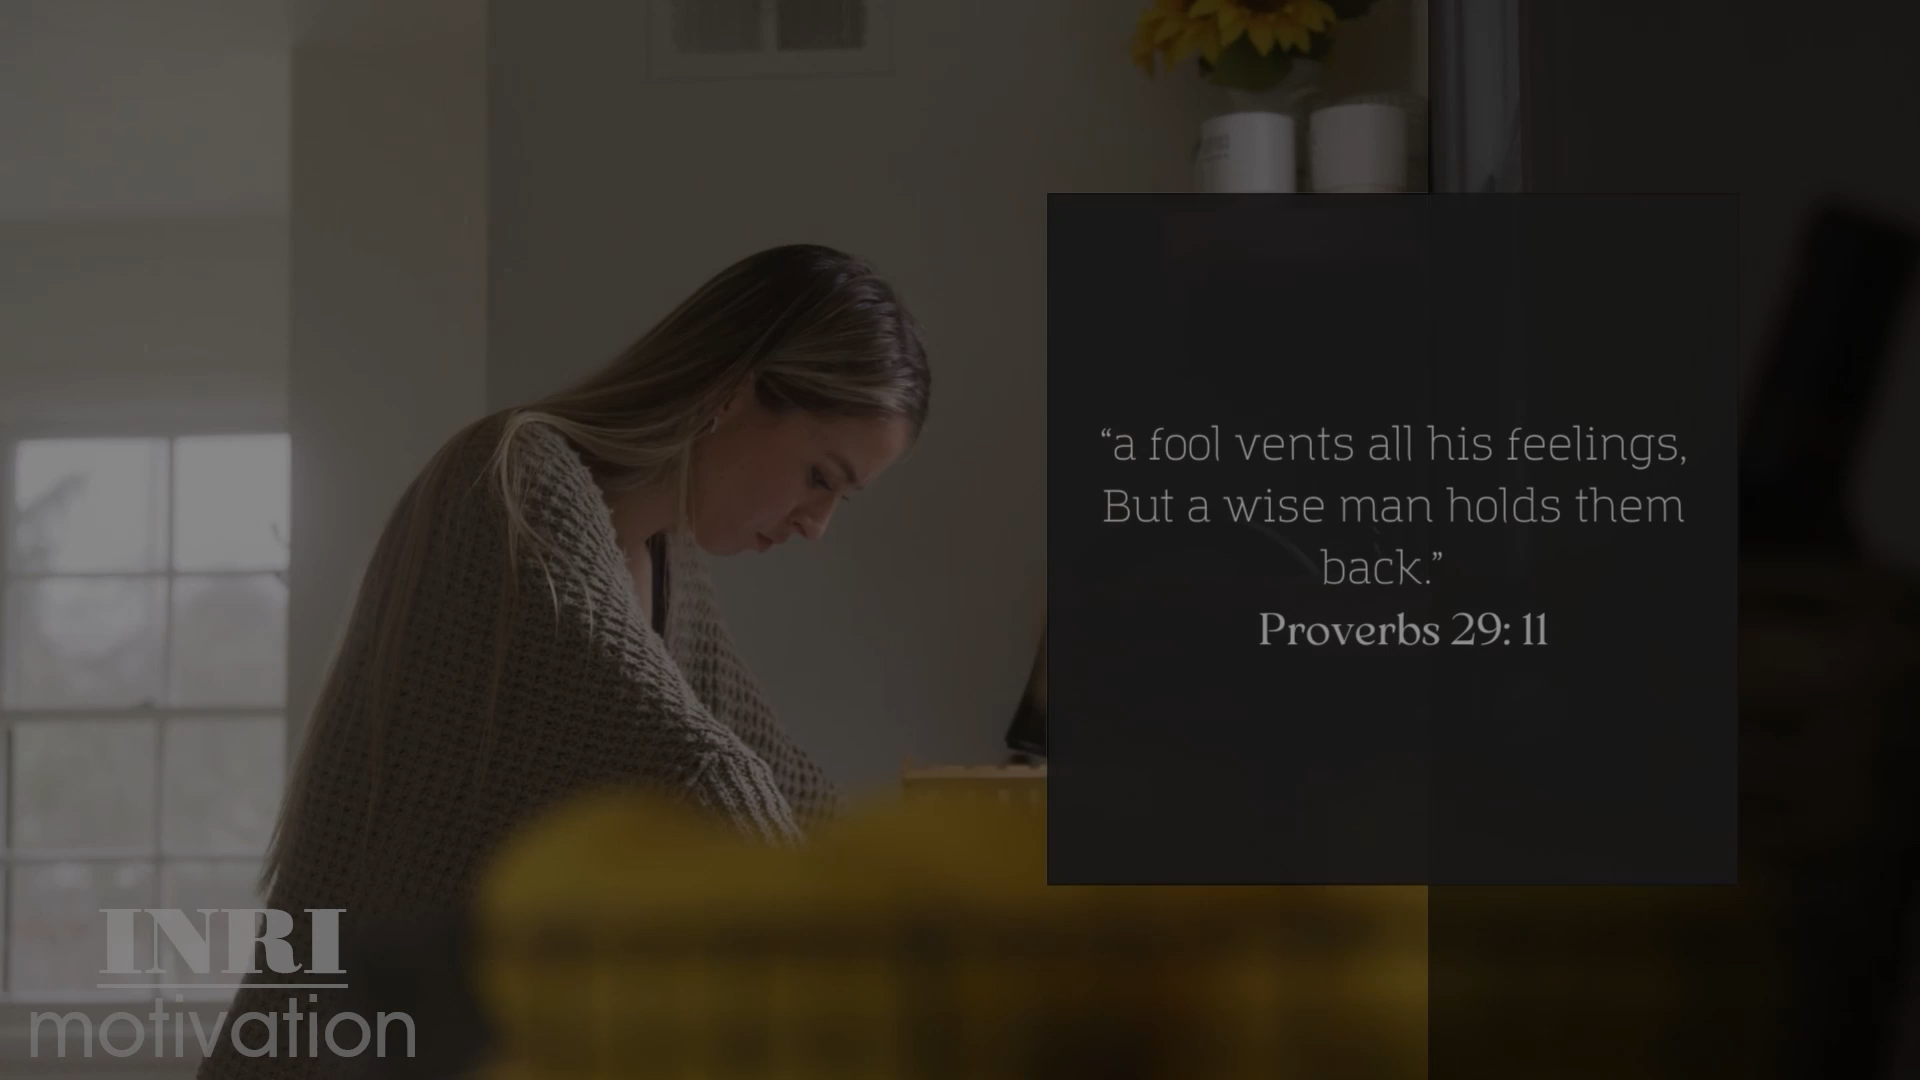 “a fool vents all his feelings,
But a wise man holds them
back.”
Proverbs 29: 11
INRI
motivation